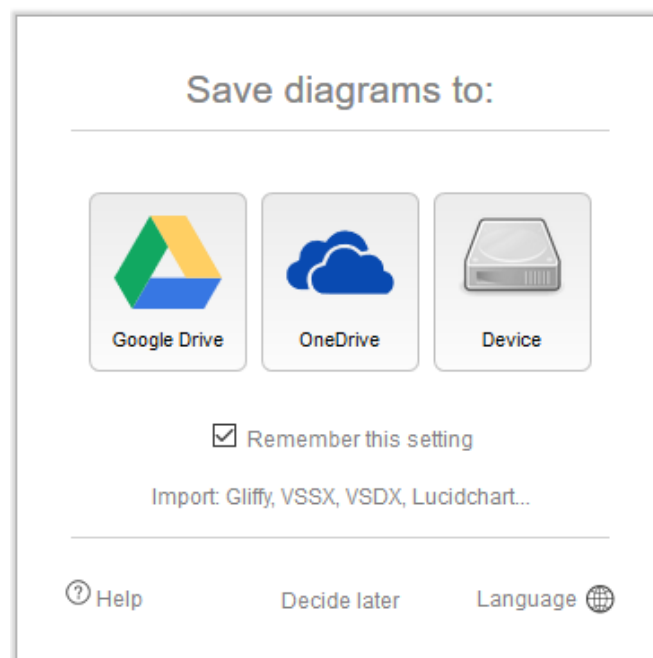 Save diagrams to:
Google Drive OneDrive Device
Remember this setting
Import: Gliffy, VSSX, VSDX, Lucidchart...
? Help Decide later Language